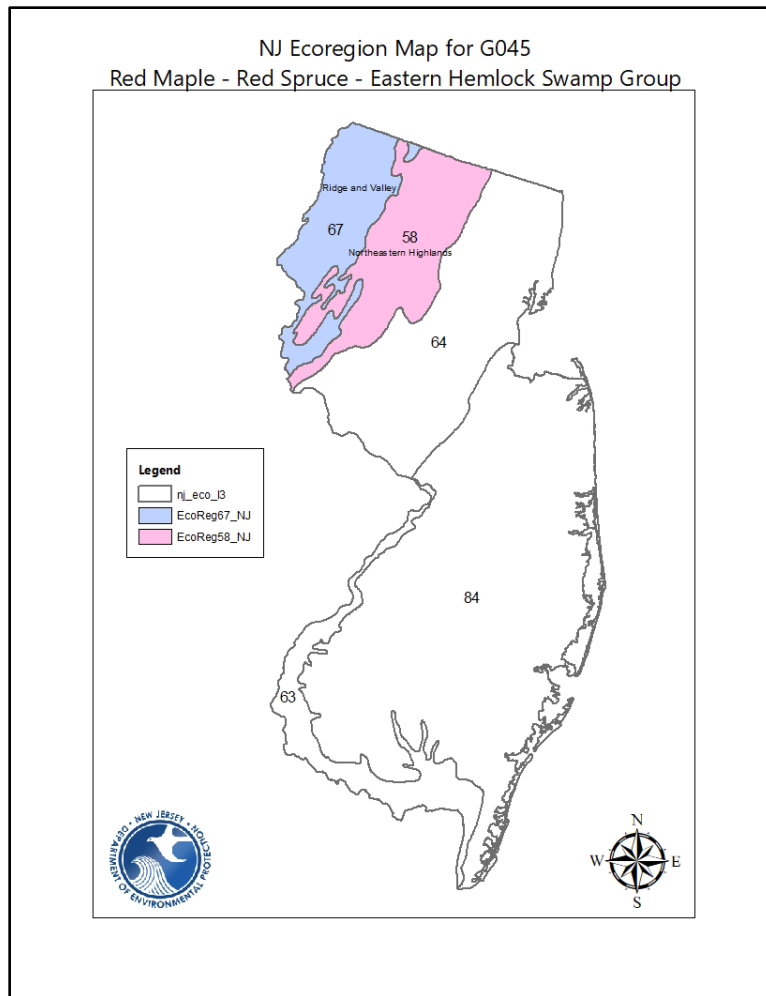 NJ Ecoregion Map for G045
Red Maple - Red Spruce - Eastern Hemlock Swamp Group
Ridge and Valley
67
58
Northeastern Highlands
64
Legend
nj_eco_l3
EcoReg67_NJ
EcoReg58_NJ
84
63
• NEW JERSEY •
DEPARTMENT OF ENVIRONMENTAL PROTECTION
N
W E
S